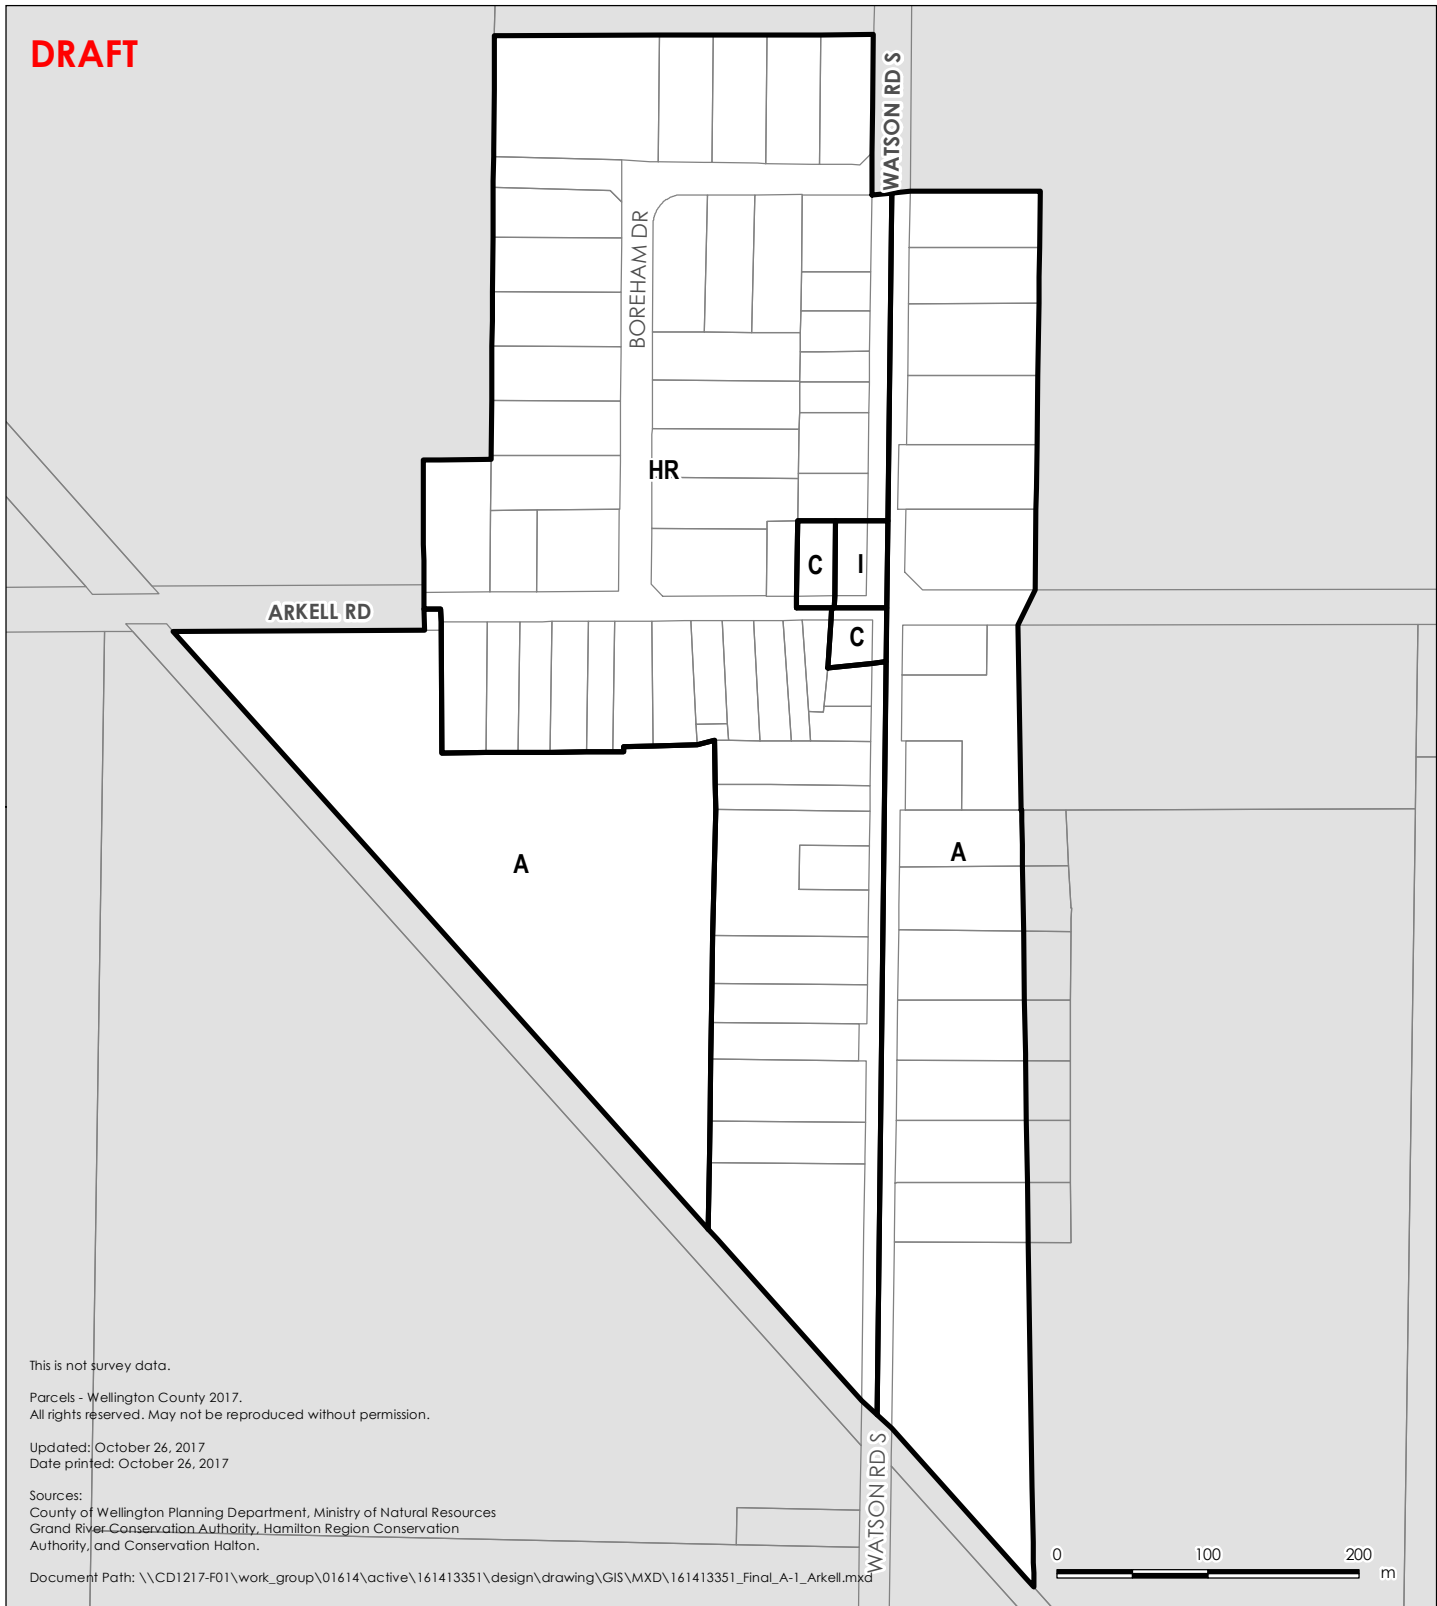 DRAFT
WATSON RD S
BOREHAM DR
HR
C
I
ARKELL RD
C
A
A
This is not survey data.
Parcels - Wellington County 2017.
All rights reserved. May not be reproduced without permission.
Updated: October 26, 2017
Date printed: October 26, 2017
Sources:
County of Wellington Planning Department, Ministry of Natural Resources
Grand River Conservation Authority, Hamilton Region Conservation
Authority, and Conservation Halton.
Document Path: \\CD1217-F01\work_group\01614\active\161413351\design\drawing\GIS\MXD\161413351_Final_A-1_Arkell.mxd
WATSON RD S
0 100 200
m